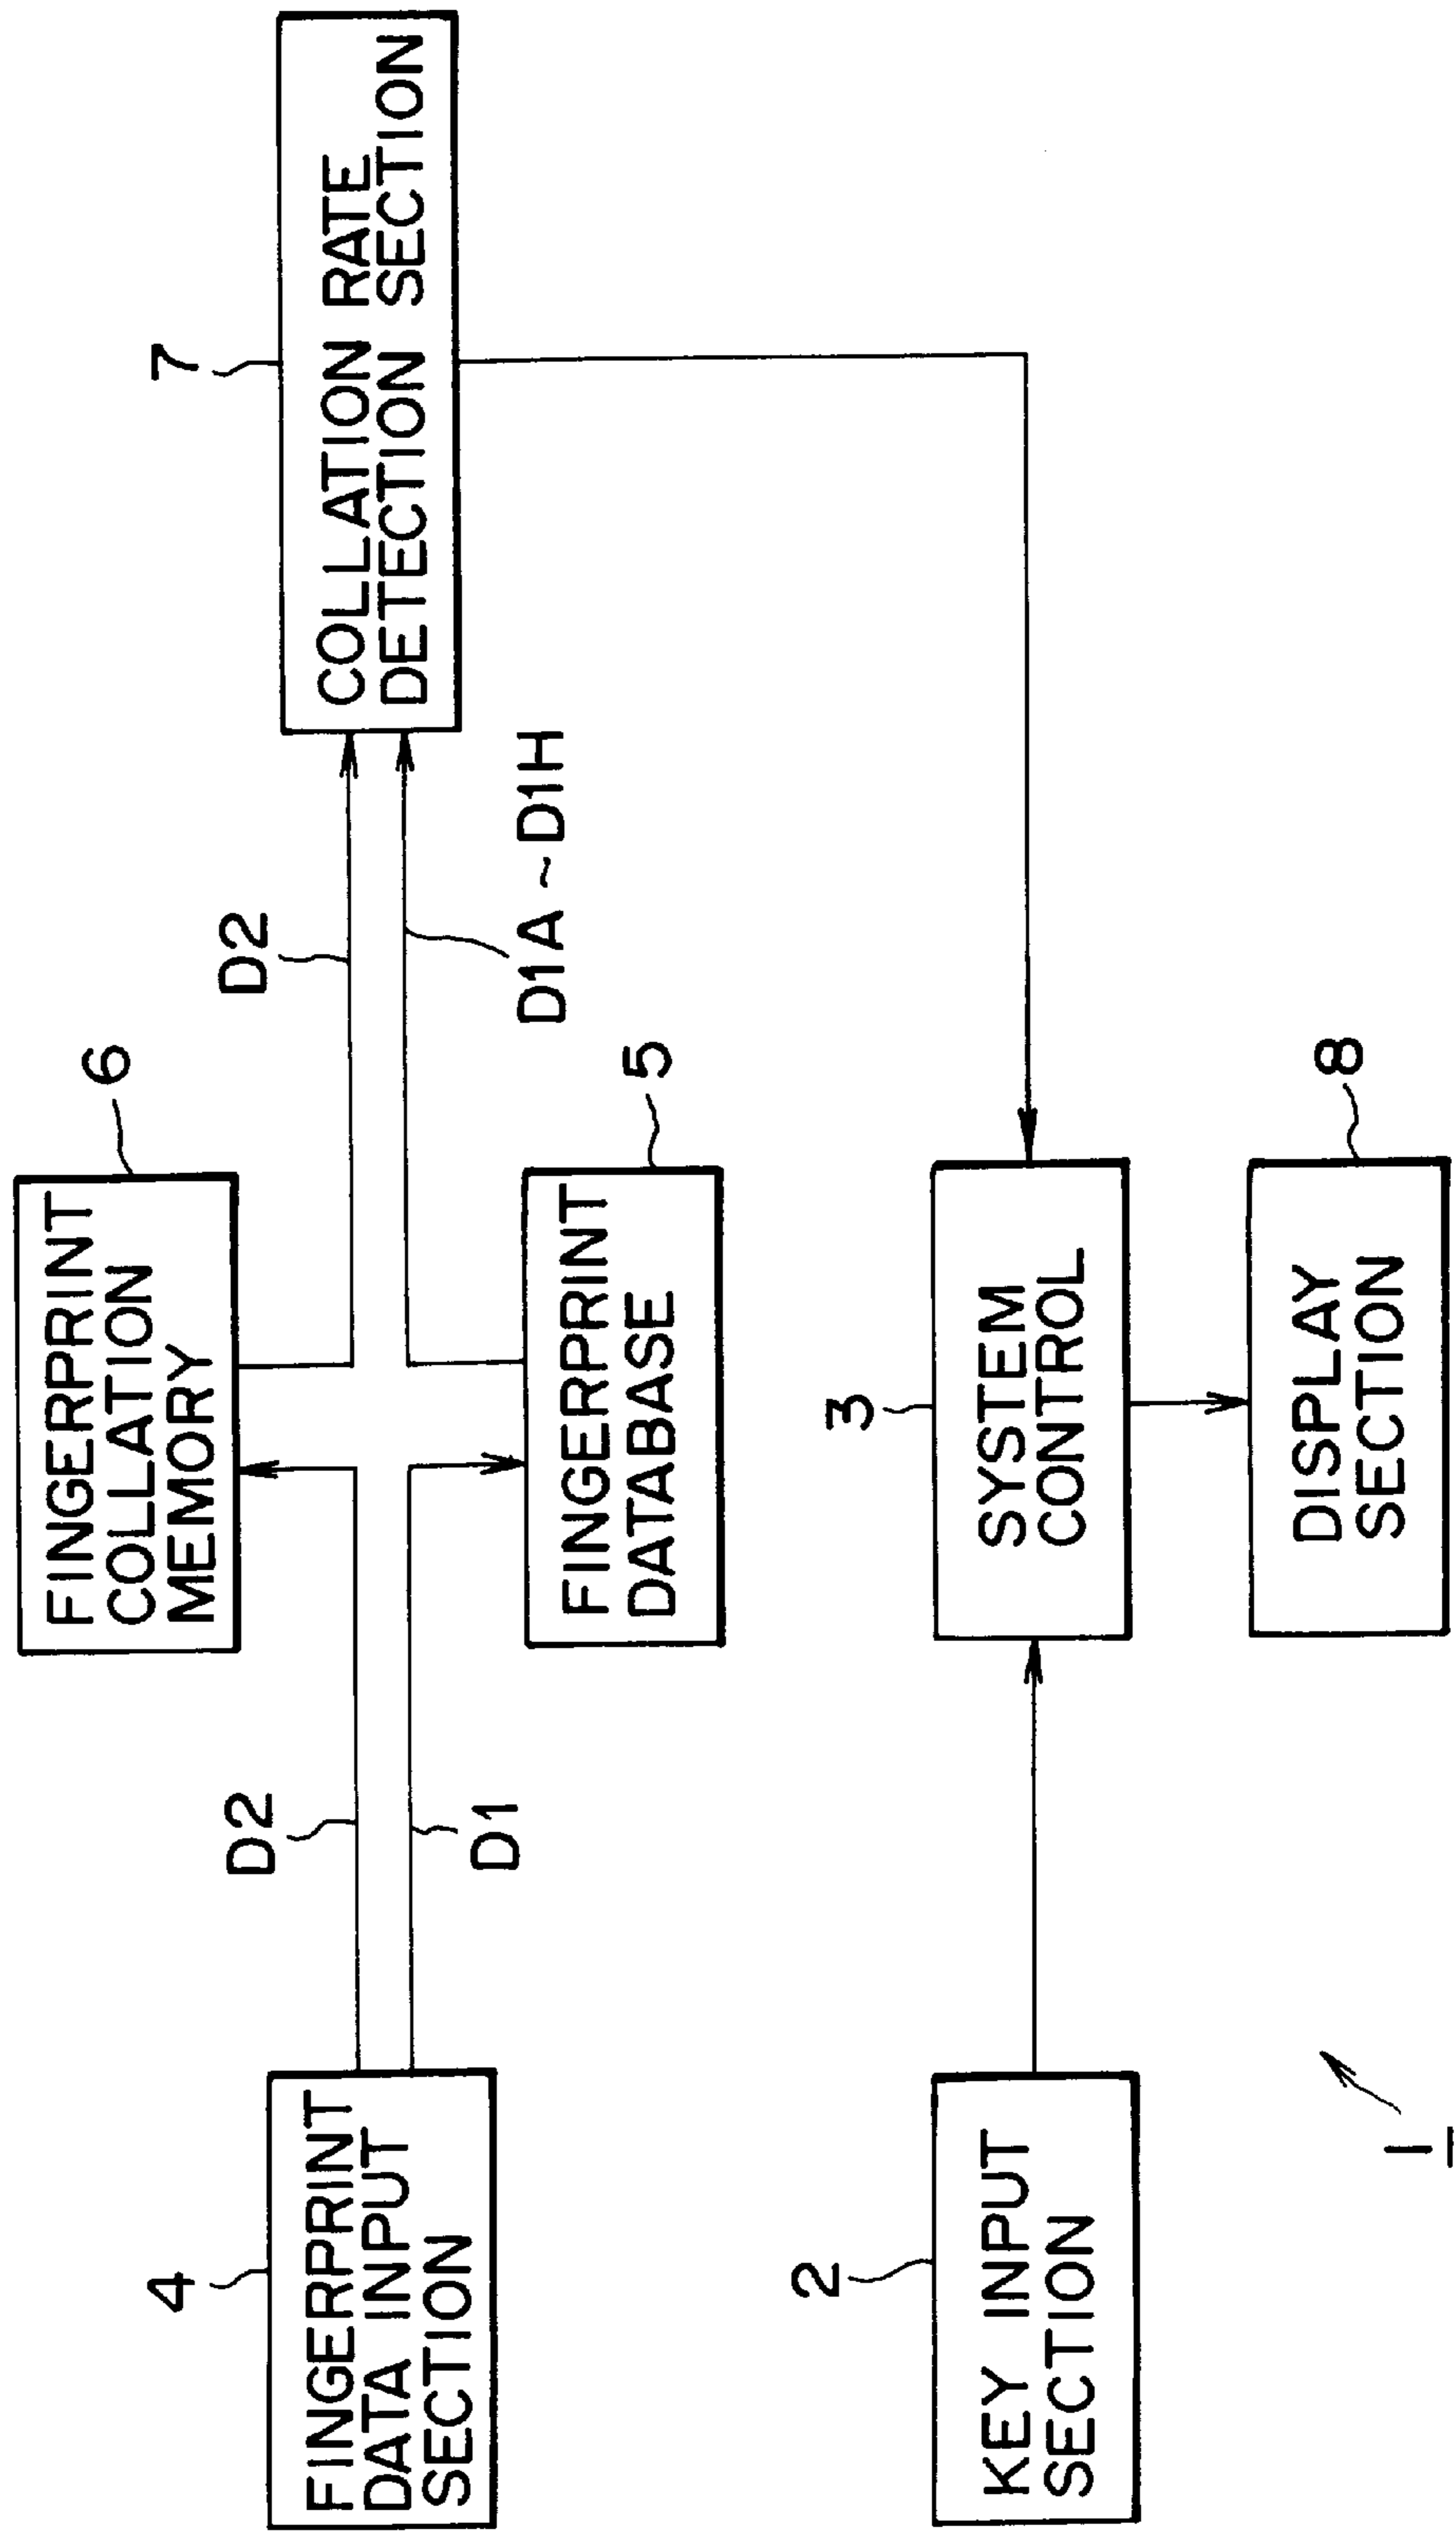 6
FINGERPRINT
COLLATION
MEMORY
4
FINGERPRINT
DATA INPUT
SECTION
D2
D1
D2
D1A ~ D1H
7
COLLATION RATE
DETECTION SECTION
5
FINGERPRINT
DATABASE
2
KEY INPUT
SECTION
3
SYSTEM
CONTROL
8
DISPLAY
SECTION
1